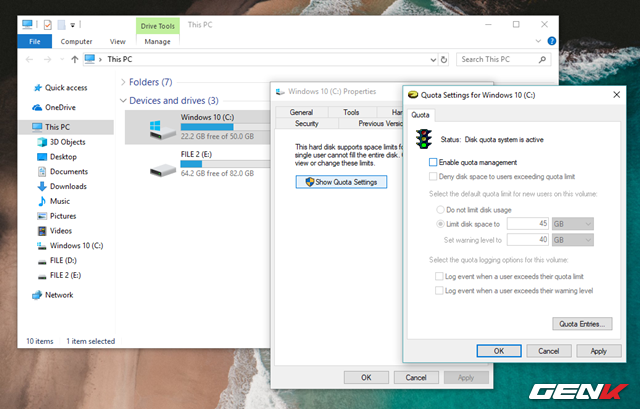 Drive Tools
This PC
File
Computer
View
Manage
This PC
Search This PC
Quick access
OneDrive
This PC
3D Objects
Desktop
Documents
Downloads
Music
Pictures
Videos
Windows 10 (C:)
FILE (D:)
FILE 2 (E:)
Network
Folders (7)
Devices and drives (3)
Windows 10 (C:)
22.2 GB free of 50.0 GB
FILE 2 (E:)
64.2 GB free of 82.0 GB
10 items
1 item selected
Windows 10 (C:) Properties
General
Tools
Security
Previous
This hard disk supports space limits
single user cannot fill the entire disk.
view or change these limits.
Show Quota Settings
OK
Cancel
Apply
Quota Settings for Windows 10 (C:)
Quota
Status: Disk quota system is active
Enable quota management
Deny disk space to users exceeding quota limit
Select the default quota limit for new users on this volume:
Do not limit disk usage
Limit disk space to 45 GB
Set warning level to 40 GB
Select the quota logging options for this volume:
Log event when a user exceeds their quota limit
Log event when a user exceeds their warning level
Quota Entries...
OK
Cancel
Apply
GENK